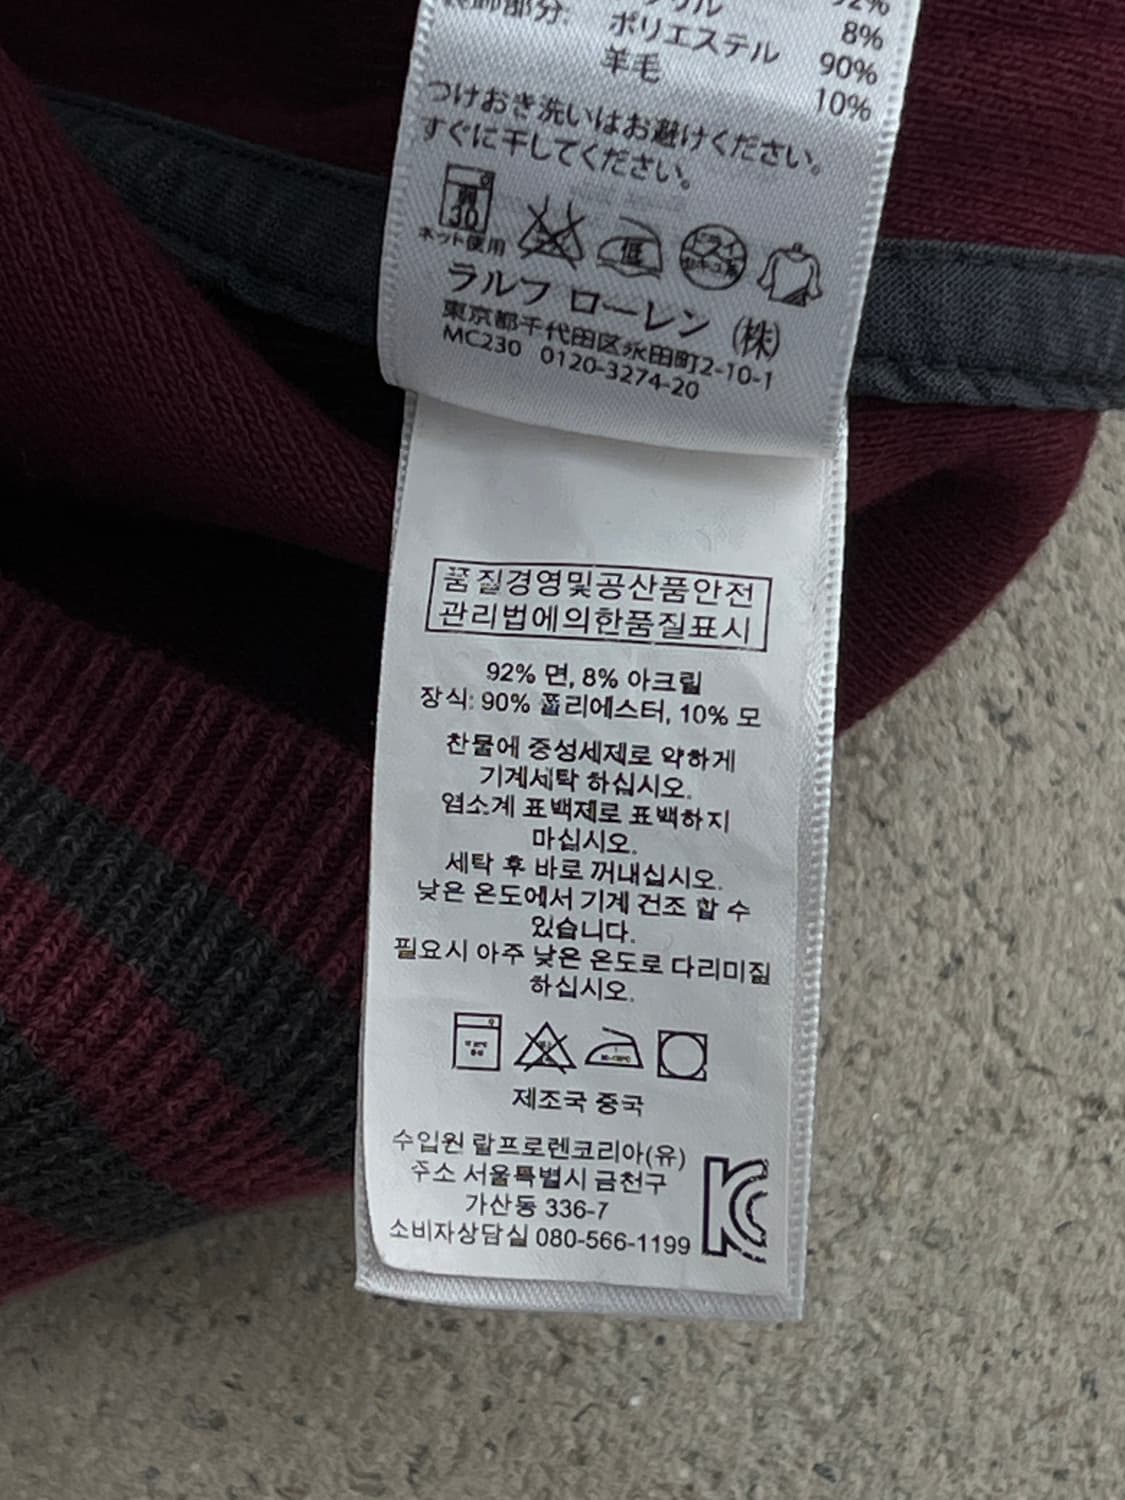 8%
ポリエステル 90%
羊毛 10%
つけおき洗いはお避けください。
すぐに干してください。
弱
30
ネット使用
低
ドライ
セキユ系
ラルフ ローレン (株)
東京都千代田区永田町2-10-1
MC230 0120-3274-20
품질경영및공산품안전
관리법에의한품질표시
92% 면, 8% 아크릴
장식: 90% 폴리에스터, 10% 모
찬물에 중성세제로 약하게
기계세탁 하십시오.
염소계 표백제로 표백하지
마십시오.
세탁 후 바로 꺼내십시오.
낮은 온도에서 기계 건조 할 수
있습니다.
필요시 아주 낮은 온도로 다리미질
하십시오.
제조국 중국
수입원 랄프로렌코리아(유)
주소 서울특별시 금천구
가산동 336-7
소비자상담실 080-566-1199
KC